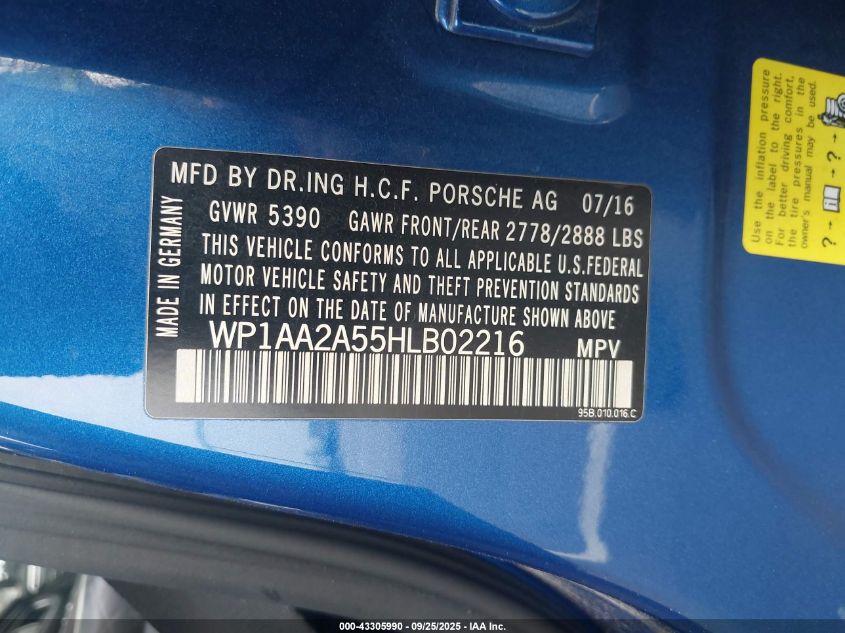 MFD BY DR.ING H.C.F. PORSCHE AG 07/16
GVWR 5390 GAWR FRONT/REAR 2778/2888 LBS
THIS VEHICLE CONFORMS TO ALL APPLICABLE U.S.FEDERAL
MOTOR VEHICLE SAFETY AND THEFT PREVENTION STANDARDS
IN EFFECT ON THE DATE OF MANUFACTURE SHOWN ABOVE
WP1AA2A55HLB02216 MPV
95B.010.016.C
MADE IN GERMANY
Use the inflation pressure
on the label to the right.
For better driving comfort,
the tire pressures in the
owner's manual may be used.
? → i → ? →
000-43305990 - 09/25/2025 - IAA Inc.